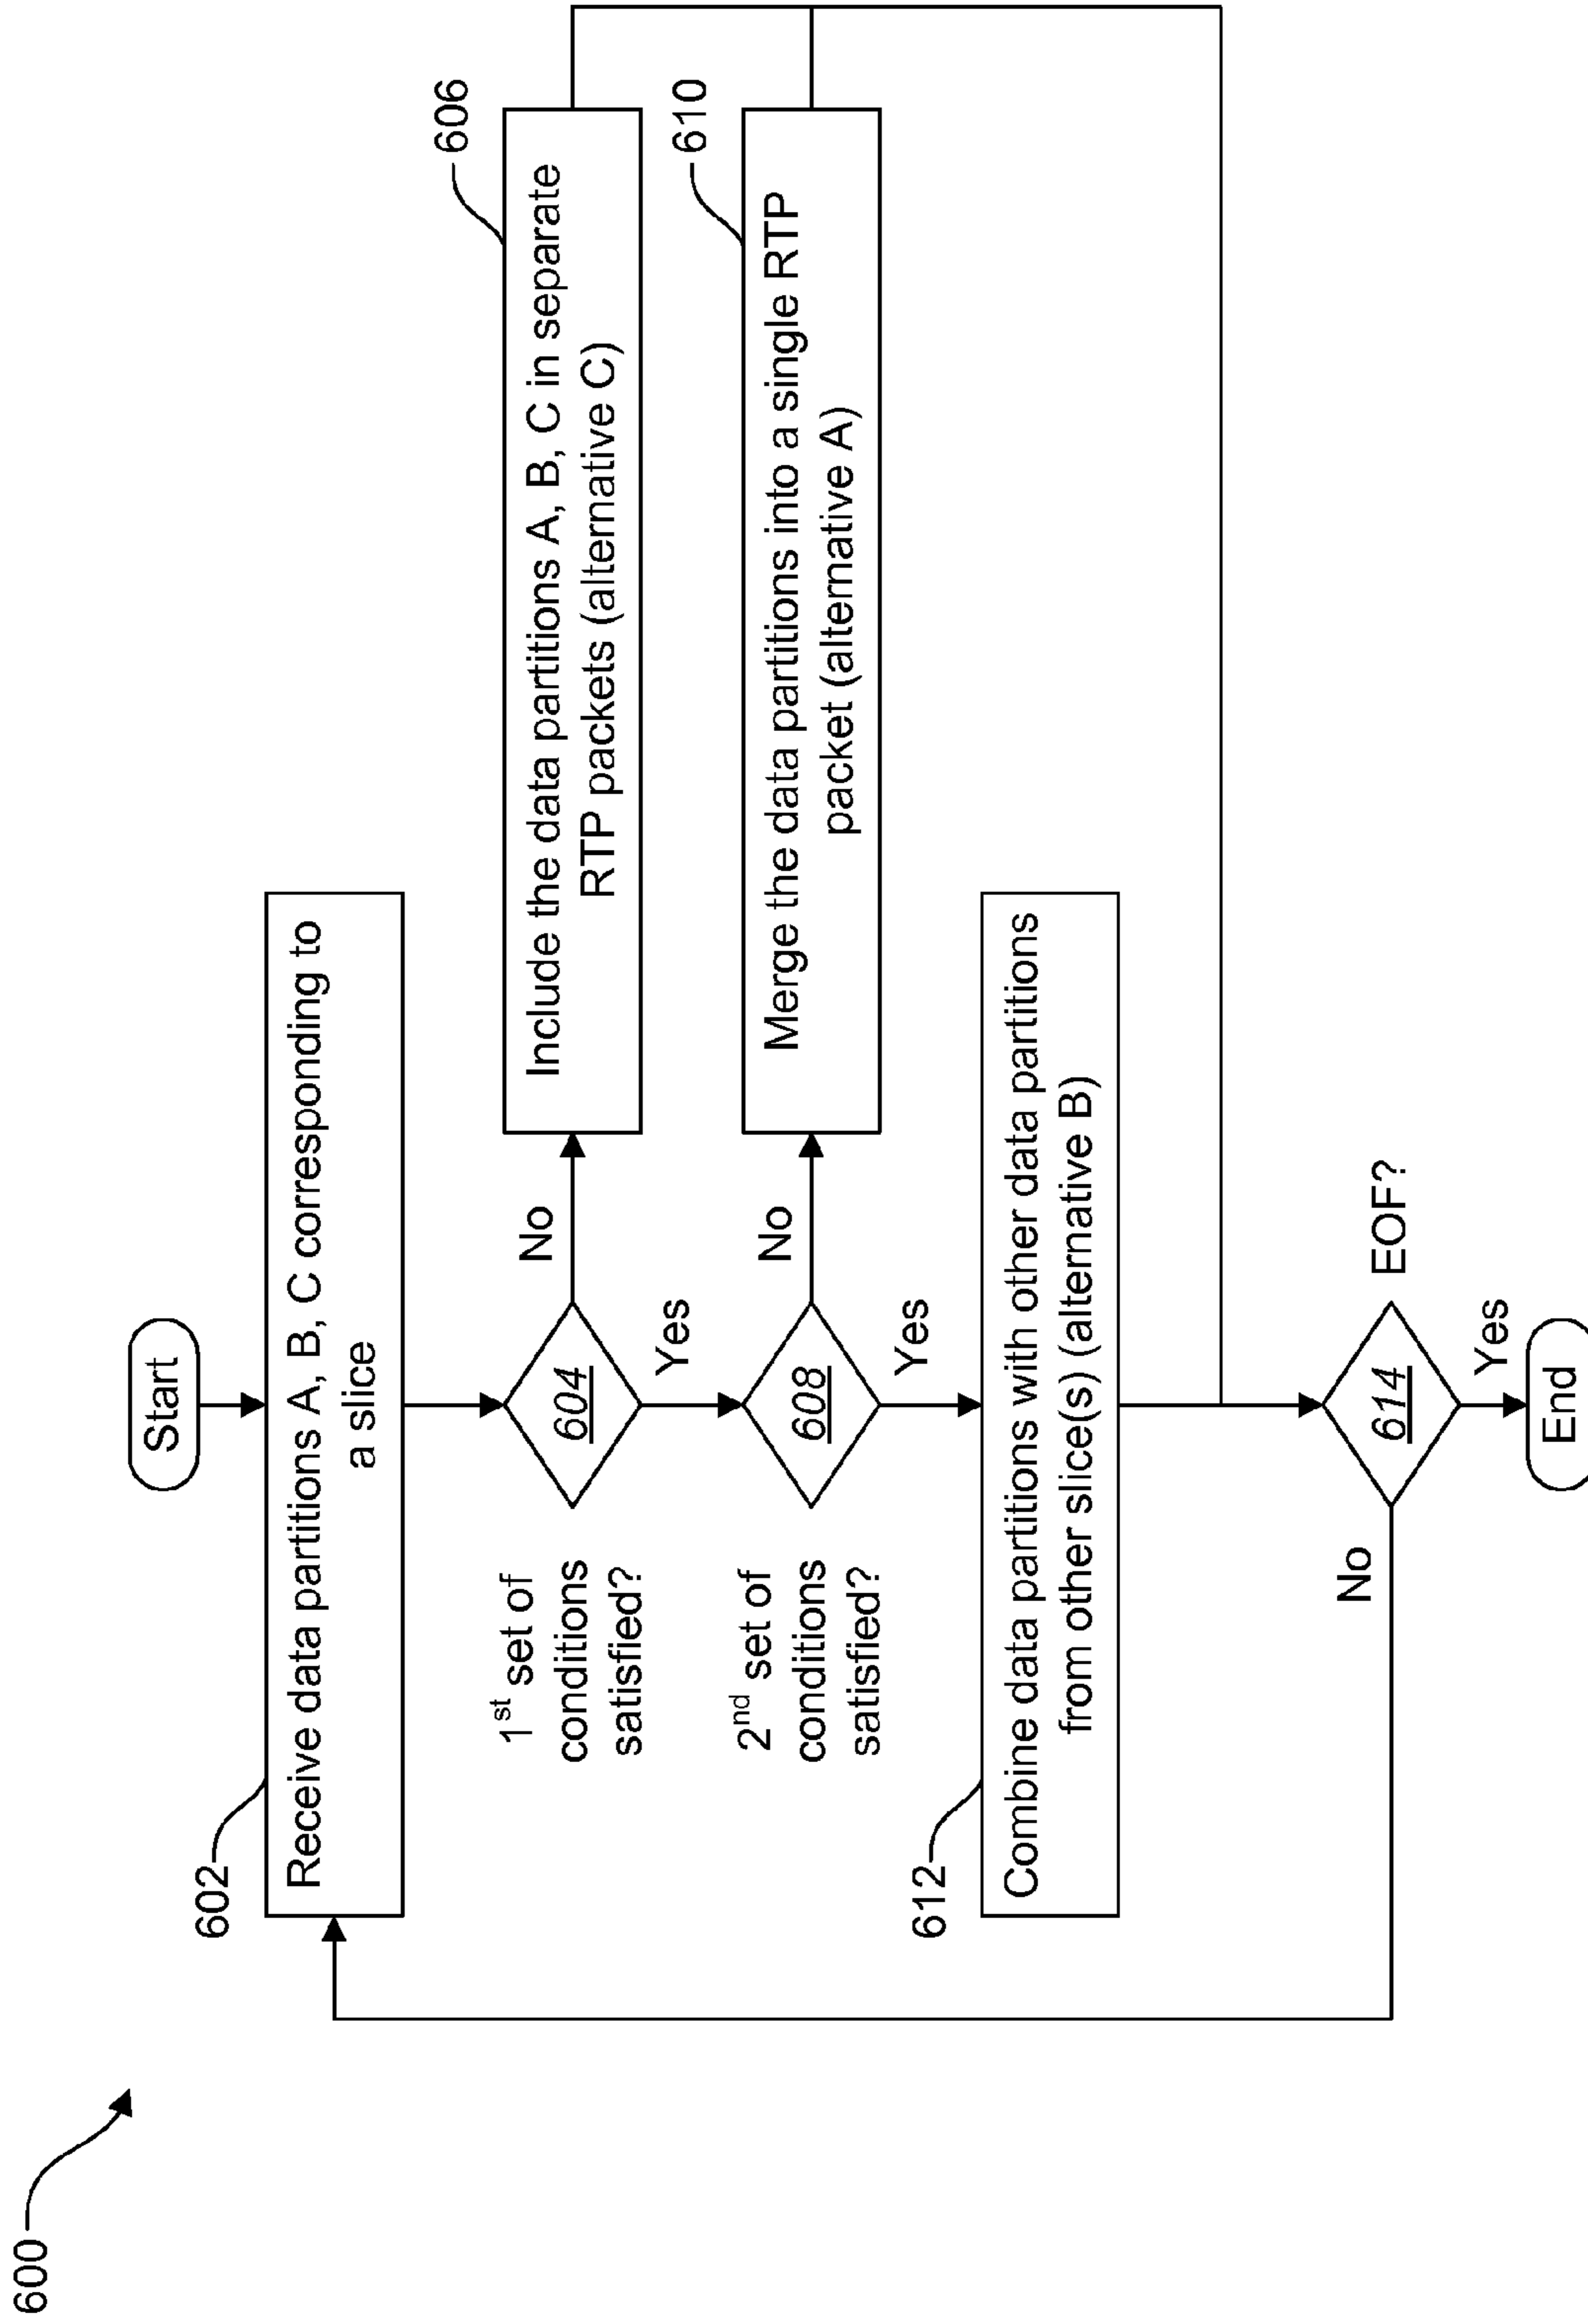 600
Start
602
Receive data partitions A, B, C corresponding to
a slice
1st set of
conditions
satisfied?
604
No
Yes
606
Include the data partitions A, B, C in separate
RTP packets (alternative C)
2nd set of
conditions
satisfied?
608
No
Yes
610
Merge the data partitions into a single RTP
packet (alternative A)
612
Combine data partitions with other data partitions
from other slice(s) (alternative B)
No
614
EOF?
Yes
End